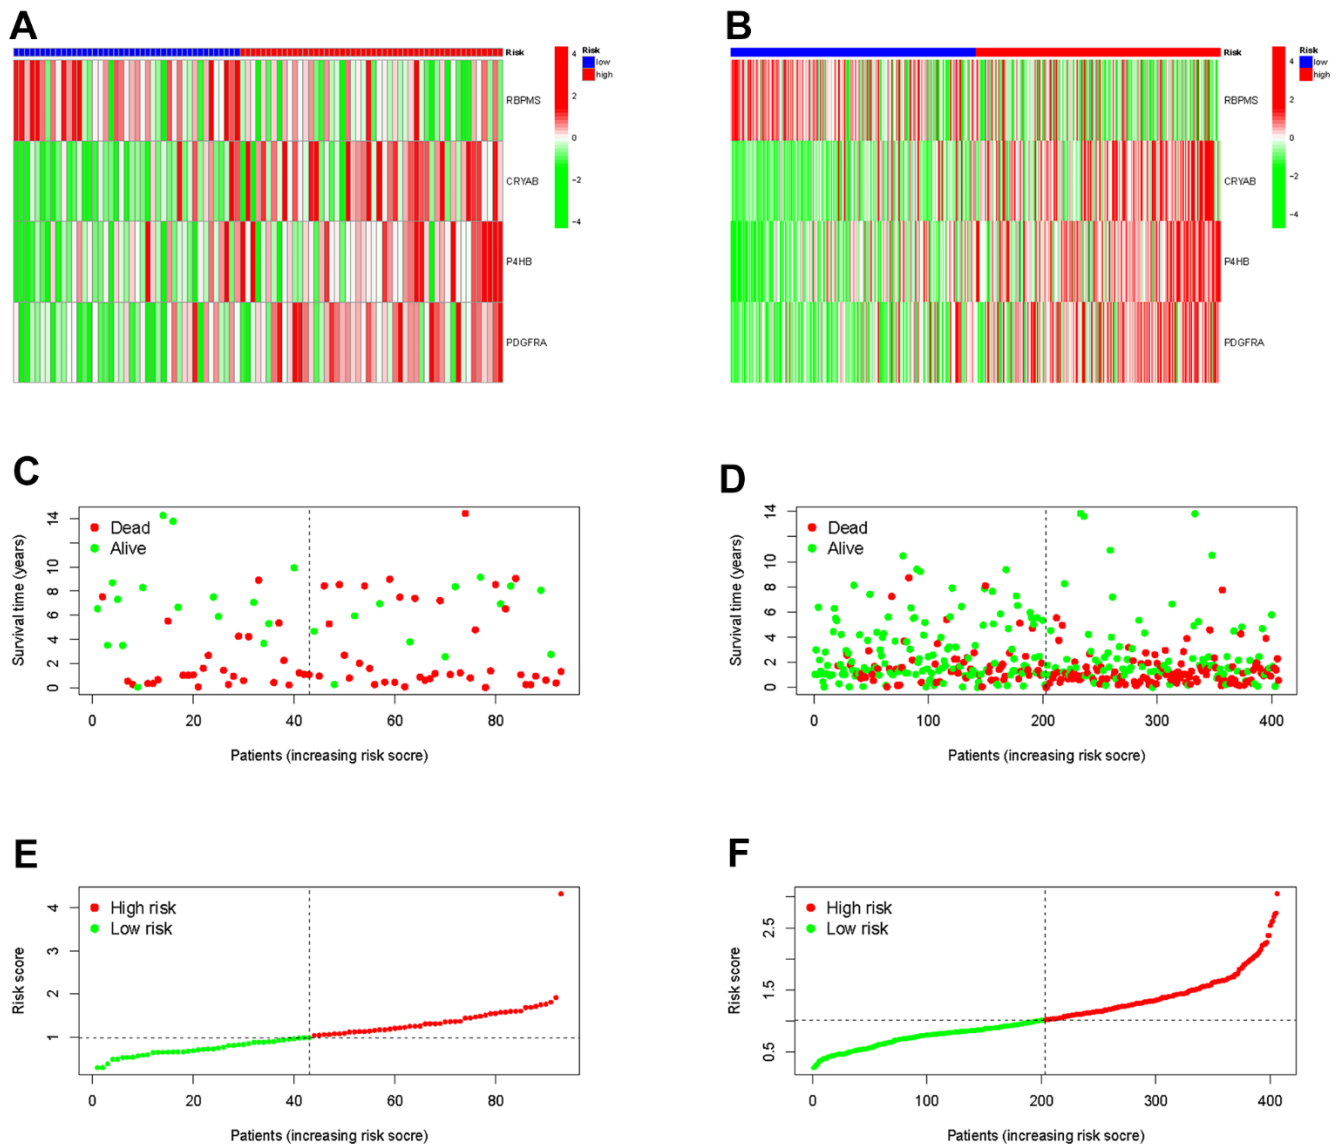 A
B
Risk
4
2
0
−2
−4
Risk
low
high
RBPMS
CRYAB
P4HB
PDGFRA
Risk
4
2
0
−2
−4
Risk
low
high
RBPMS
CRYAB
P4HB
PDGFRA
C
D
Survival time (years)
14
10
8
6
4
2
0
Dead
Alive
0 20 40 60 80
Patients (increasing risk socre)
Survival time (years)
14
10
8
6
4
2
0
Dead
Alive
0 100 200 300 400
Patients (increasing risk socre)
E
F
Risk score
4
3
2
1
High risk
Low risk
0 20 40 60 80
Patients (increasing risk socre)
Risk score
2.5
1.5
0.5
High risk
Low risk
0 100 200 300 400
Patients (increasing risk socre)